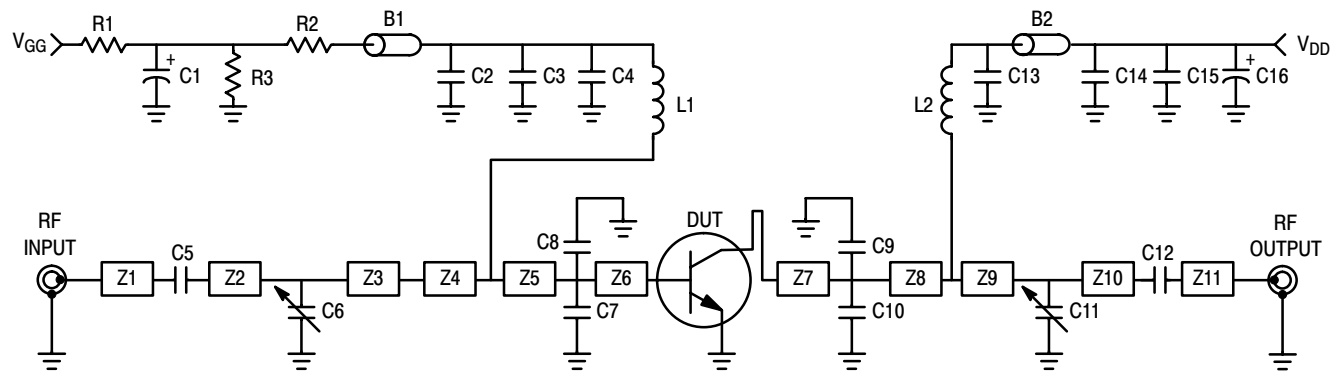 R1
R2
B1
B2
VGG
VDD
C1
+
R3
C2
C3
C4
L1
L2
C13
C14
C15
C16
+
RF
INPUT
C5
C8
DUT
C9
C12
RF
OUTPUT
Z1
Z2
Z3
Z4
Z5
Z6
Z7
Z8
Z9
Z10
Z11
C6
C7
C10
C11